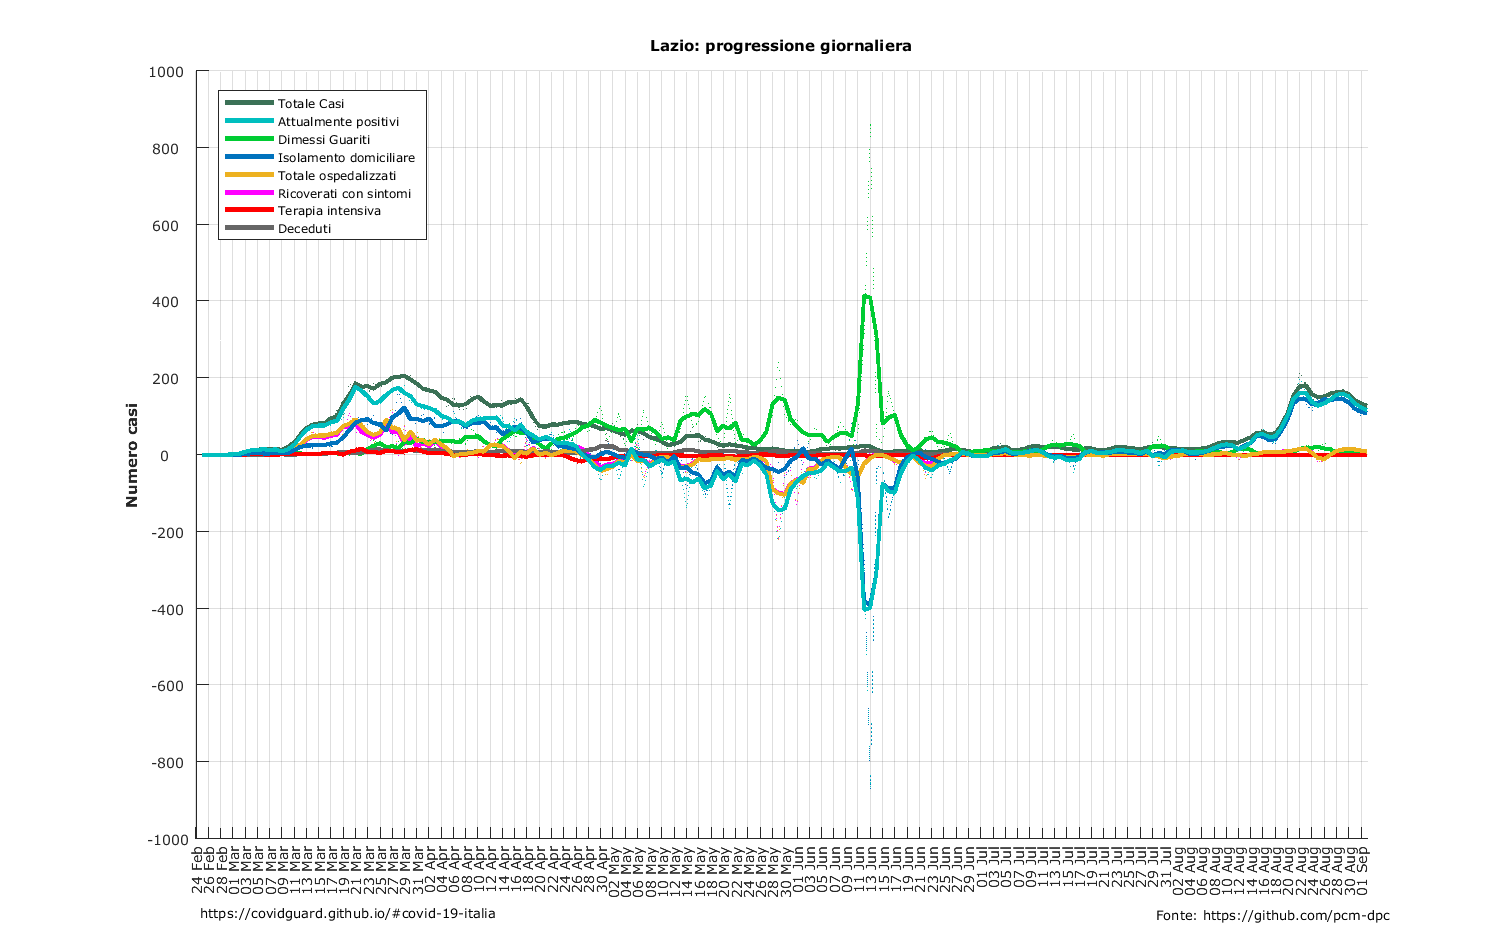 Lazio: progressione giornaliera
1000
800
600
400
200
0
-200
-400
-600
-800
-1000
Numero casi
Totale Casi
Attualmente positivi
Dimessi Guariti
Isolamento domiciliare
Totale ospedalizzati
Ricoverati con sintomi
Terapia intensiva
Deceduti
24 Feb
26 Feb
28 Feb
01 Mar
03 Mar
05 Mar
07 Mar
09 Mar
11 Mar
13 Mar
15 Mar
17 Mar
19 Mar
21 Mar
23 Mar
25 Mar
27 Mar
29 Mar
31 Mar
02 Apr
04 Apr
06 Apr
08 Apr
10 Apr
12 Apr
14 Apr
16 Apr
18 Apr
20 Apr
22 Apr
24 Apr
26 Apr
28 Apr
30 Apr
02 May
04 May
06 May
08 May
10 May
12 May
14 May
16 May
18 May
20 May
22 May
24 May
26 May
28 May
30 May
01 Jun
03 Jun
05 Jun
07 Jun
09 Jun
11 Jun
13 Jun
15 Jun
17 Jun
19 Jun
21 Jun
23 Jun
25 Jun
27 Jun
29 Jun
01 Jul
03 Jul
05 Jul
07 Jul
09 Jul
11 Jul
13 Jul
15 Jul
17 Jul
19 Jul
21 Jul
23 Jul
25 Jul
27 Jul
29 Jul
31 Jul
02 Aug
04 Aug
06 Aug
08 Aug
10 Aug
12 Aug
14 Aug
16 Aug
18 Aug
20 Aug
22 Aug
24 Aug
26 Aug
28 Aug
30 Aug
01 Sep
https://covidguard.github.io/#covid-19-italia
Fonte: https://github.com/pcm-dpc